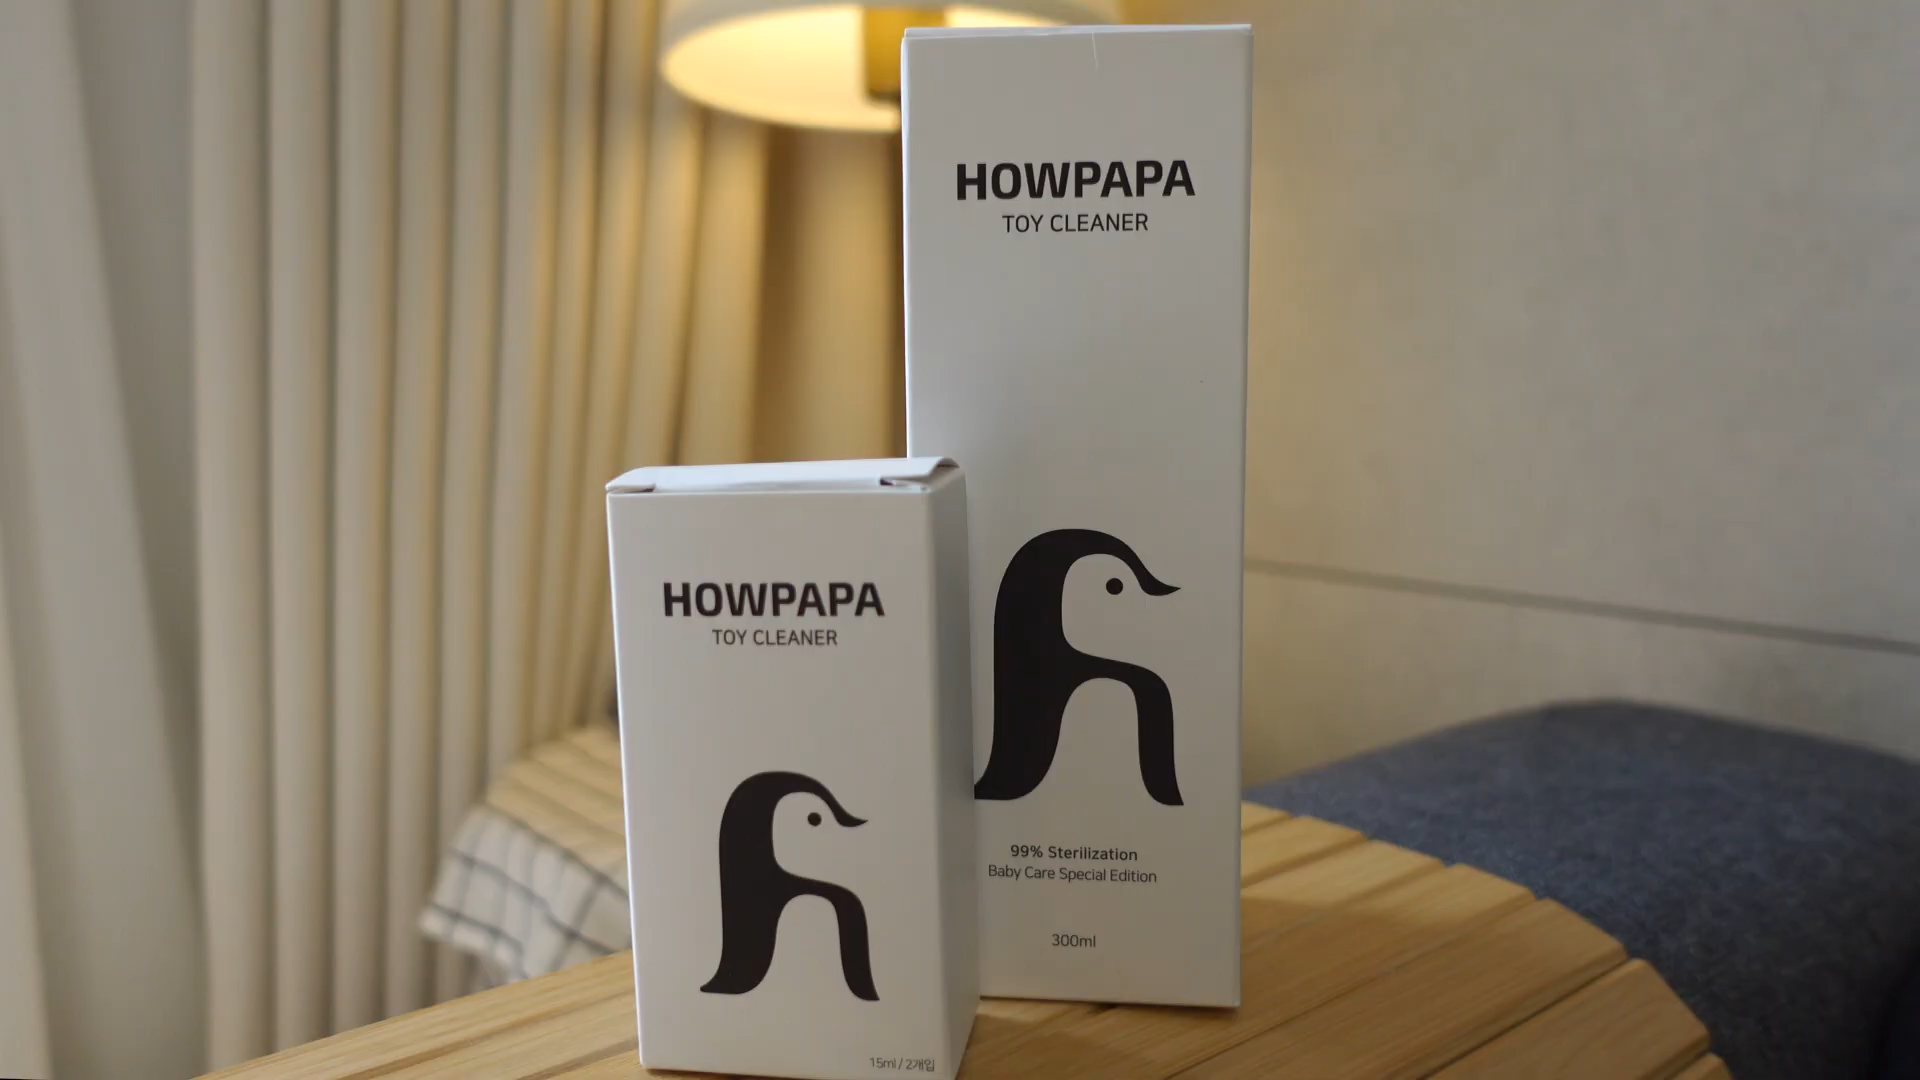 HOWPAPA
TOY CLEANER
99% Sterilization
Baby Care Special Edition
300ml
HOWPAPA
TOY CLEANER
15ml / 2개입